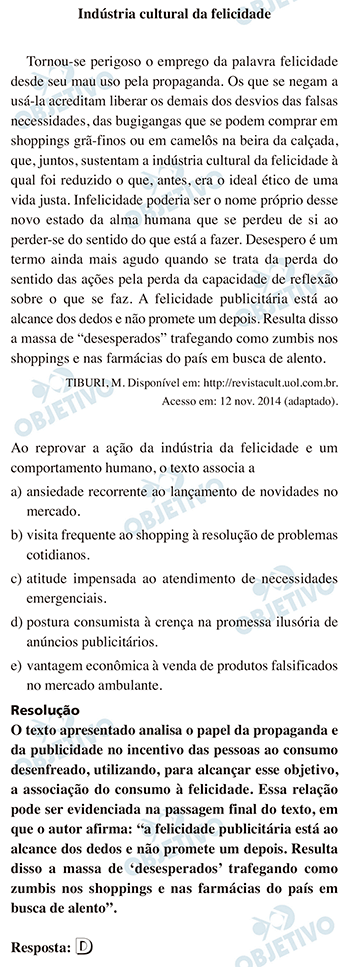 Indústria cultural da felicidade
Tornou-se perigoso o emprego da palavra felicidade
desde seu mau uso pela propaganda. Os que se negam a
usá-la acreditam liberar os demais dos desvios das falsas
necessidades, das bugigangas que se podem comprar em
shoppings grã-finos ou em camelôs na beira da calçada,
que, juntos, sustentam a indústria cultural da felicidade à
qual foi reduzido o que, antes, era o ideal ético de uma
vida justa. Infelicidade poderia ser o nome próprio desse
novo estado da alma humana que se perdeu de si ao
perder-se do sentido do que está a fazer. Desespero é um
termo ainda mais agudo quando se trata da perda do
sentido das ações pela perda da capacidade de reflexão
sobre o que se faz. A felicidade publicitária está ao
alcance dos dedos e não promete um depois. Resulta disso
a massa de “desesperados” trafegando como zumbis nos
shoppings e nas farmácias do país em busca de alento.
TIBURI, M. Disponível em: http://revistacult.uol.com.br.
Acesso em: 12 nov. 2014 (adaptado).
Ao reprovar a ação da indústria da felicidade e um
comportamento humano, o texto associa a
a) ansiedade recorrente ao lançamento de novidades no
mercado.
b) visita frequente ao shopping à resolução de problemas
cotidianos.
c) atitude impensada ao atendimento de necessidades
emergenciais.
d) postura consumista à crença na promessa ilusória de
anúncios publicitários.
e) vantagem econômica à venda de produtos falsificados
no mercado ambulante.
Resolução
O texto apresentado analisa o papel da propaganda e
da publicidade no incentivo das pessoas ao consumo
desenfreado, utilizando, para alcançar esse objetivo,
a associação do consumo à felicidade. Essa relação
pode ser evidenciada na passagem final do texto, em
que o autor afirma: “a felicidade publicitária está ao
alcance dos dedos e não promete um depois. Resulta
disso a massa de ‘desesperados’ trafegando como
zumbis nos shoppings e nas farmácias do país em
busca de alento”.
Resposta: D
OBJETIVO
OBJETIVO
OBJETIVO
OBJETIVO
OBJETIVO
OBJETIVO
OBJETIVO
OBJETIVO
OBJETIVO